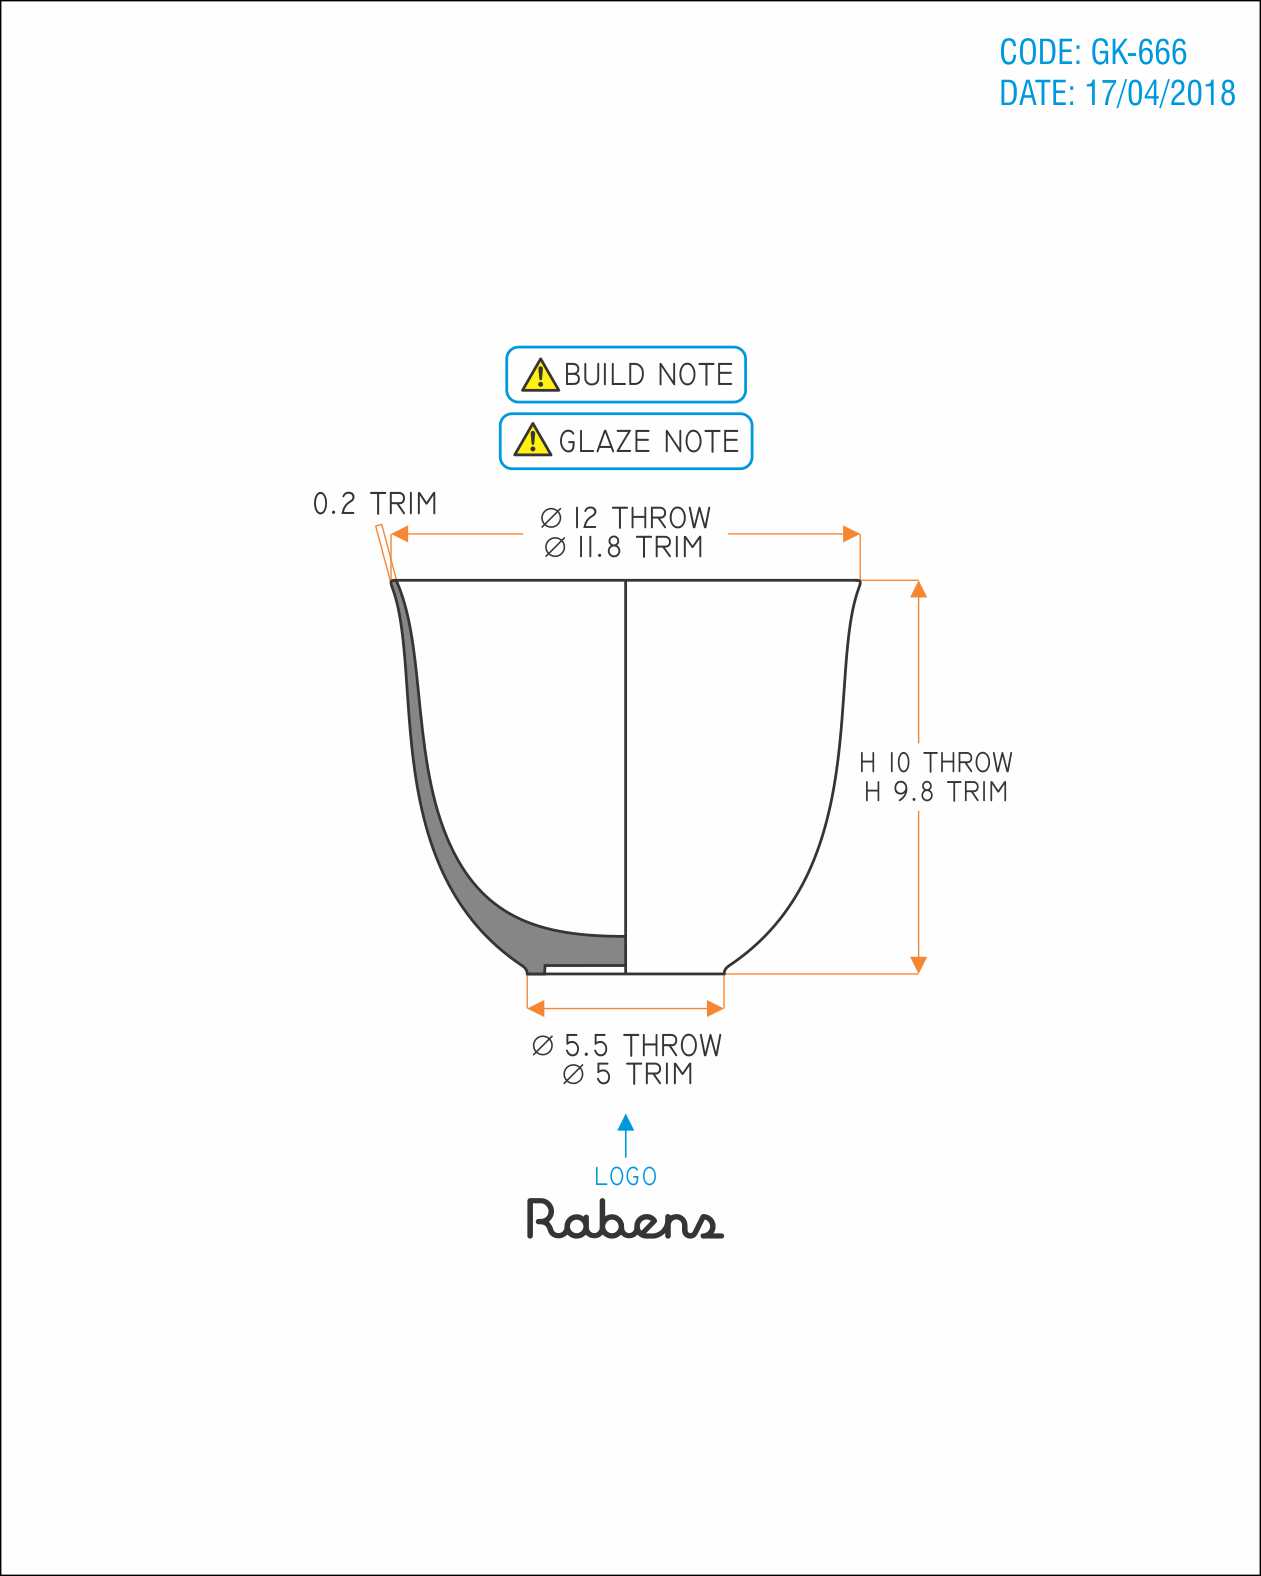 CODE: GK-666
DATE: 17/04/2018
BUILD NOTE
GLAZE NOTE
0.2 TRIM
∅ 12 THROW
∅ 11.8 TRIM
H 10 THROW
H 9.8 TRIM
∅ 5.5 THROW
∅ 5 TRIM
LOGO
Rabens